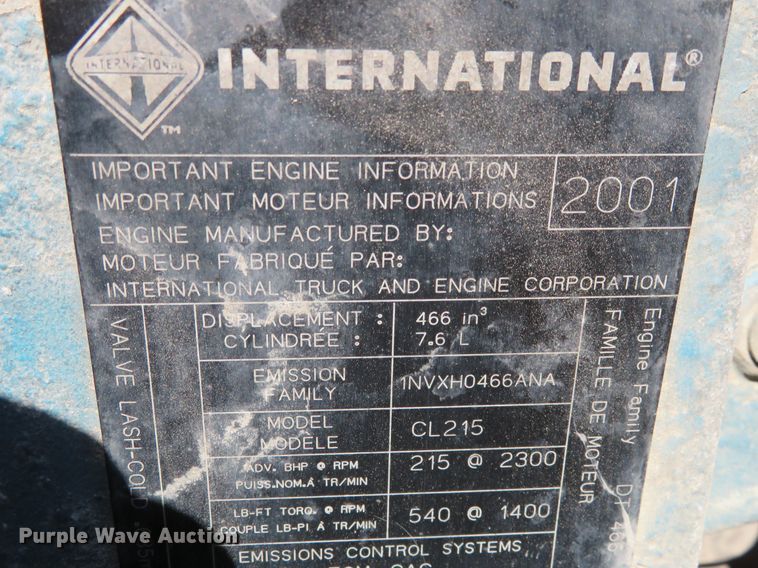 INTERNATIONAL
INTERNATIONAL®
TM
IMPORTANT ENGINE INFORMATION
IMPORTANT MOTEUR INFORMATIONS
2001
ENGINE MANUFACTURED BY:
MOTEUR FABRIQUÉ PAR:
INTERNATIONAL TRUCK AND ENGINE CORPORATION
VALVE LASH-COLD
DISPLACEMENT : 466 in³
CYLINDRÉE : 7.6 L
EMISSION FAMILY 1NVXH0466ANA
MODEL
MODÈLE CL215
ADV. BHP @ RPM 215 @ 2300
PUISS.NOM.À TR/MIN
LB-FT TORQ. @ RPM 540 @ 1400
COUPLE LB-PI À TR/MIN
EMISSIONS CONTROL SYSTEMS
Engine Family
FAMILLE DE MOTEUR
466
Purple Wave Auction